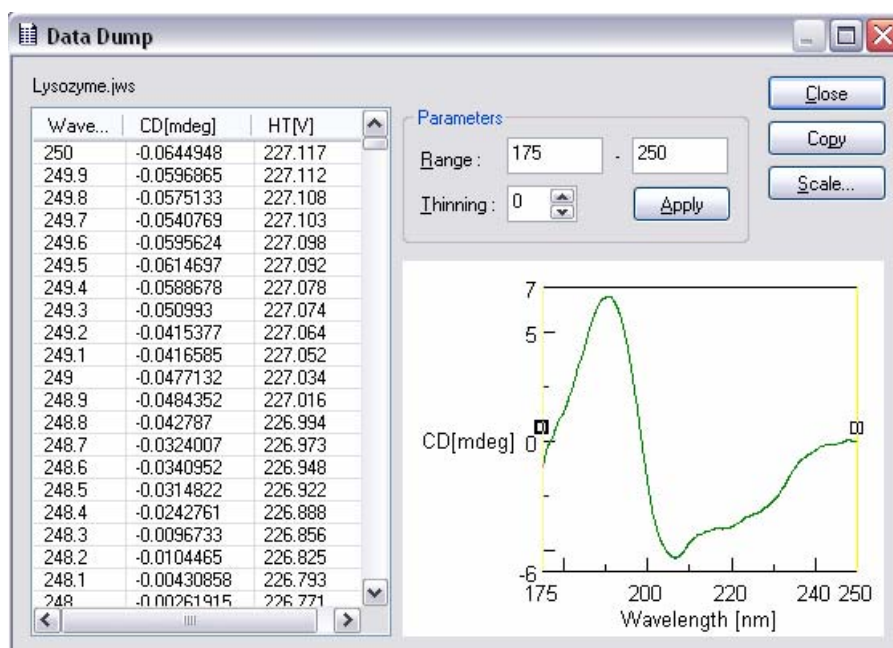 Data Dump
Lysozyme.jws
Wave... CD[mdeg] HT[V]
250 -0.0644948 227.117
249.9 -0.0596865 227.112
249.8 -0.0575133 227.108
249.7 -0.0540769 227.103
249.6 -0.0595624 227.098
249.5 -0.0614697 227.092
249.4 -0.0588678 227.078
249.3 -0.050993 227.074
249.2 -0.0415377 227.064
249.1 -0.0416585 227.052
249 -0.0477132 227.034
248.9 -0.0484352 227.016
248.8 -0.042787 226.994
248.7 -0.0324007 226.973
248.6 -0.0340952 226.948
248.5 -0.0314822 226.922
248.4 -0.0242761 226.888
248.3 -0.0096733 226.856
248.2 -0.0104465 226.825
248.1 -0.00430858 226.793
248 -0.00261915 226.771
Parameters
Range : 175 - 250
Thinning : 0 Apply
Close
Copy
Scale...
7
5
CD[mdeg] 0
-6
175 200 220 240 250
Wavelength [nm]